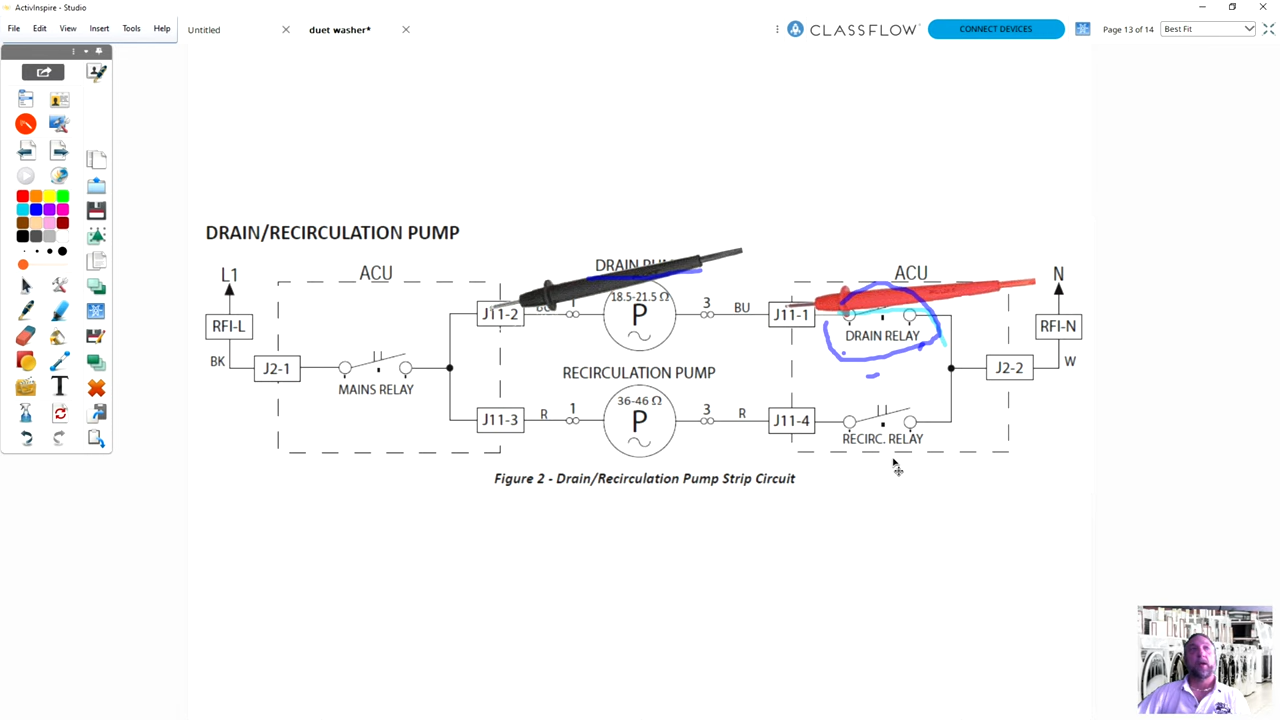 ActivInspire - Studio
File Edit View Insert Tools Help
Untitled
duet washer*
CLASSFLOW
CONNECT DEVICES
Page 13 of 14
Best Fit
DRAIN/RECIRCULATION PUMP
L1
ACU
DRAIN PUMP
ACU
N
18.5-21.5 Ω
J11-2
1
P
3
BU
J11-1
RFI-L
DRAIN RELAY
RFI-N
BK
J2-1
MAINS RELAY
RECIRCULATION PUMP
J2-2
W
36-46 Ω
J11-3
R
1
P
3
R
J11-4
RECIRC. RELAY
Figure 2 - Drain/Recirculation Pump Strip Circuit